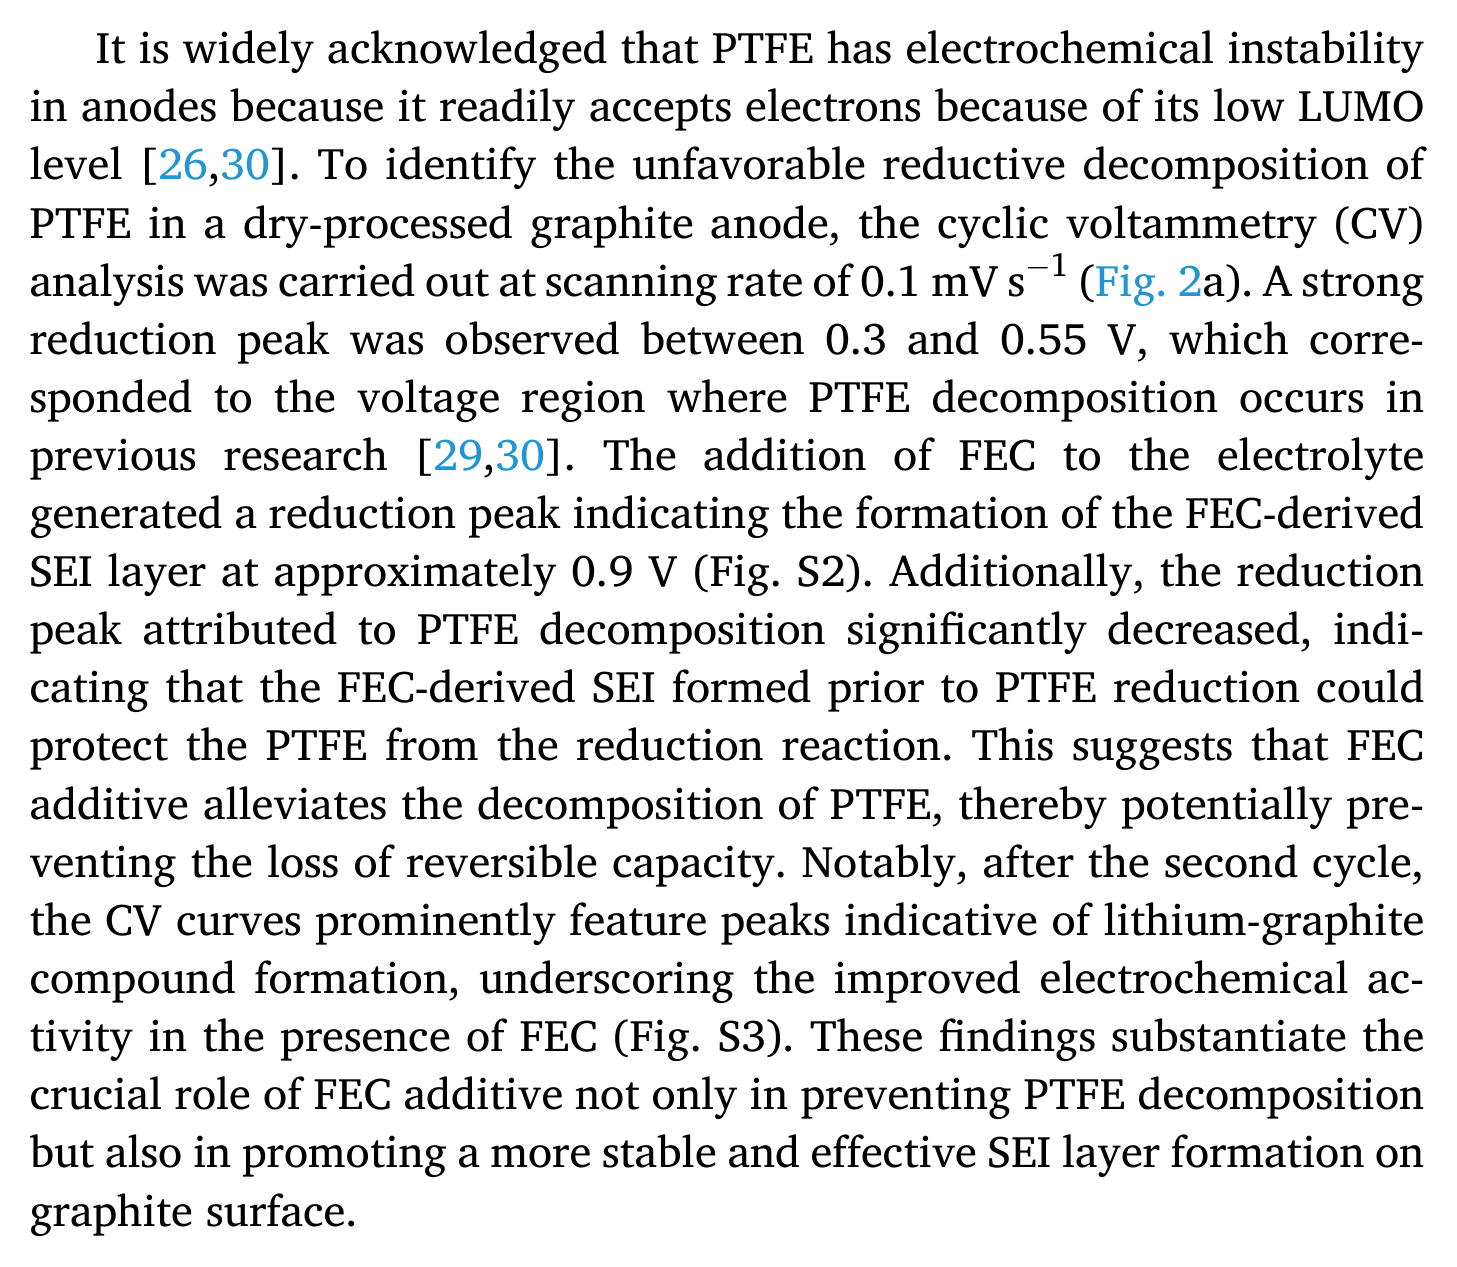 It is widely acknowledged that PTFE has electrochemical instability
in anodes because it readily accepts electrons because of its low LUMO
level [26,30]. To identify the unfavorable reductive decomposition of
PTFE in a dry-processed graphite anode, the cyclic voltammetry (CV)
analysis was carried out at scanning rate of 0.1 mV s⁻¹ (Fig. 2a). A strong
reduction peak was observed between 0.3 and 0.55 V, which corre-
sponded to the voltage region where PTFE decomposition occurs in
previous research [29,30]. The addition of FEC to the electrolyte
generated a reduction peak indicating the formation of the FEC-derived
SEI layer at approximately 0.9 V (Fig. S2). Additionally, the reduction
peak attributed to PTFE decomposition significantly decreased, indi-
cating that the FEC-derived SEI formed prior to PTFE reduction could
protect the PTFE from the reduction reaction. This suggests that FEC
additive alleviates the decomposition of PTFE, thereby potentially pre-
venting the loss of reversible capacity. Notably, after the second cycle,
the CV curves prominently feature peaks indicative of lithium-graphite
compound formation, underscoring the improved electrochemical ac-
tivity in the presence of FEC (Fig. S3). These findings substantiate the
crucial role of FEC additive not only in preventing PTFE decomposition
but also in promoting a more stable and effective SEI layer formation on
graphite surface.